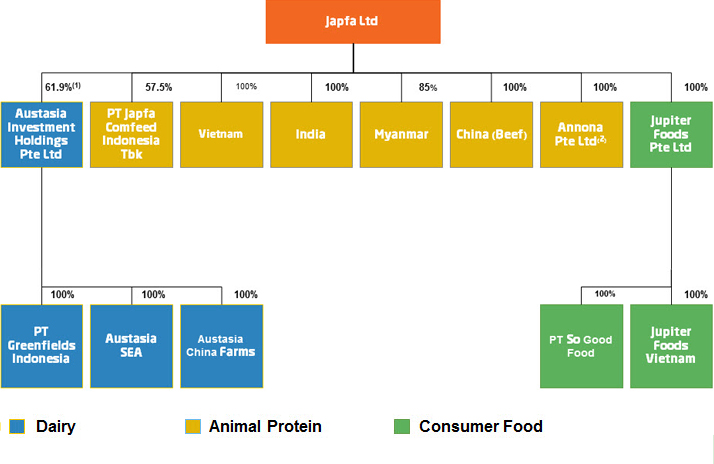 Japfa Ltd
61.9%(1)
57.5%
100%
100%
85%
100%
100%
100%
Austasia
Investment
Holdings
Pte Ltd
PT Japfa
Comfeed
Indonesia
Tbk
Vietnam
India
Myanmar
China (Beef)
Annona
Pte Ltd(2)
Jupiter
Foods
Pte Ltd
100%
100%
100%
100%
100%
PT
Greenfields
Indonesia
Austasia
SEA
Austasia
China Farms
PT So Good
Food
Jupiter
Foods
Vietnam
Dairy
Animal Protein
Consumer Food